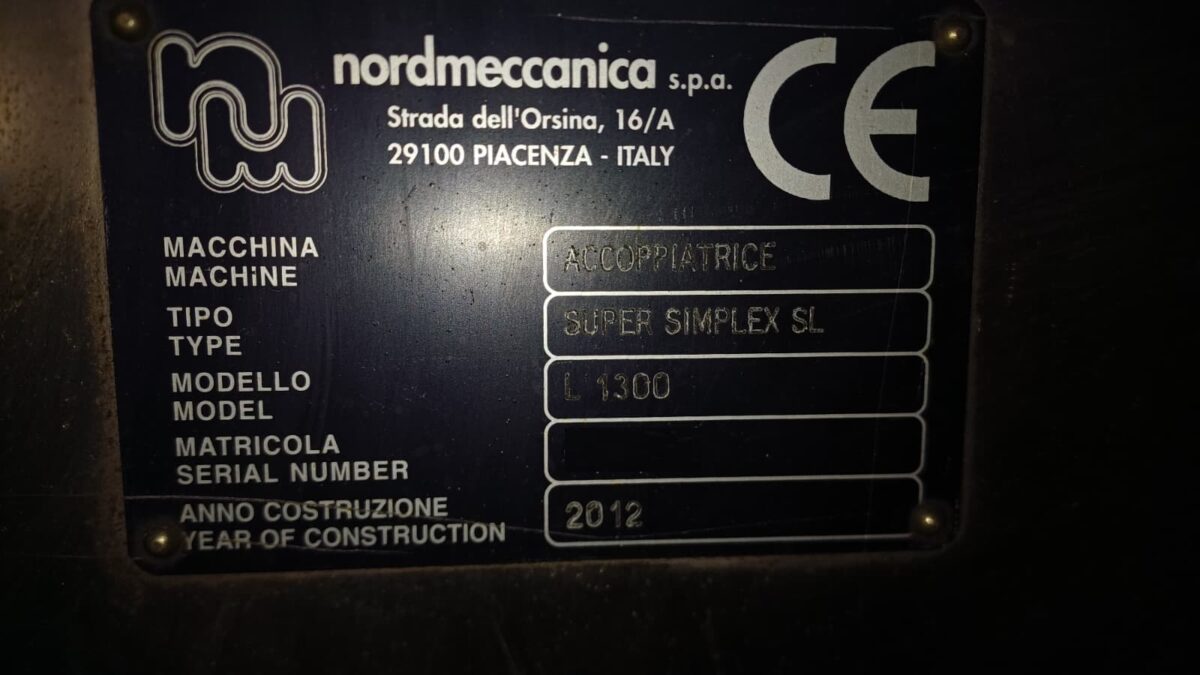 nordmeccanica s.p.a.
Strada dell'Orsina, 16/A
29100 PIACENZA - ITALY
CE
MACCHINA
MACHiNE
ACCOPPIATRICE
TIPO
TYPE
SUPER SIMPLEX SL
MODELLO
MODEL
L 1300
MATRICOLA
SERIAL NUMBER
ANNO COSTRUZIONE
YEAR OF CONSTRUCTION
2012